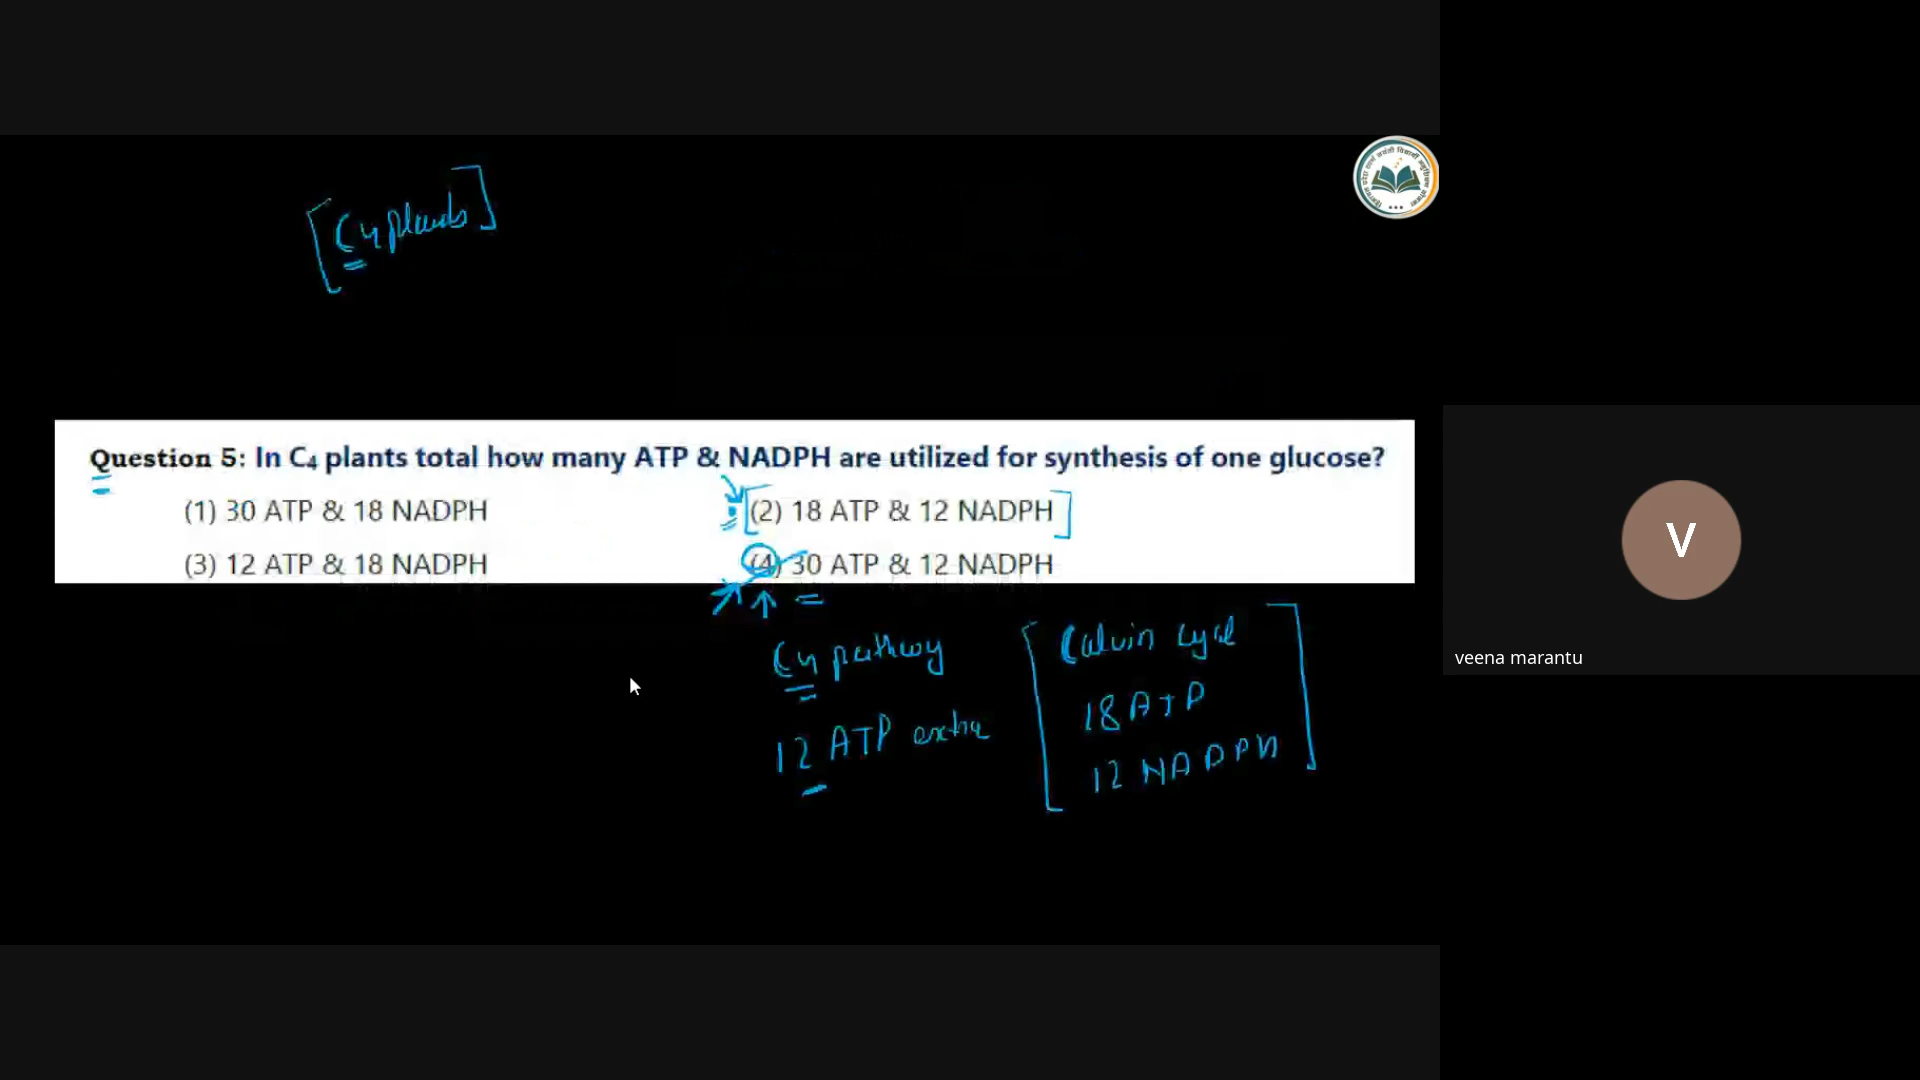 [C4 plants]
Question 5: In C₄ plants total how many ATP & NADPH are utilized for synthesis of one glucose?
(1) 30 ATP & 18 NADPH
(2) 18 ATP & 12 NADPH
(3) 12 ATP & 18 NADPH
(4) 30 ATP & 12 NADPH
C4 pathway
12 ATP extra
Calvin cycl
18 ATP
12 NADPH
V
veena marantu